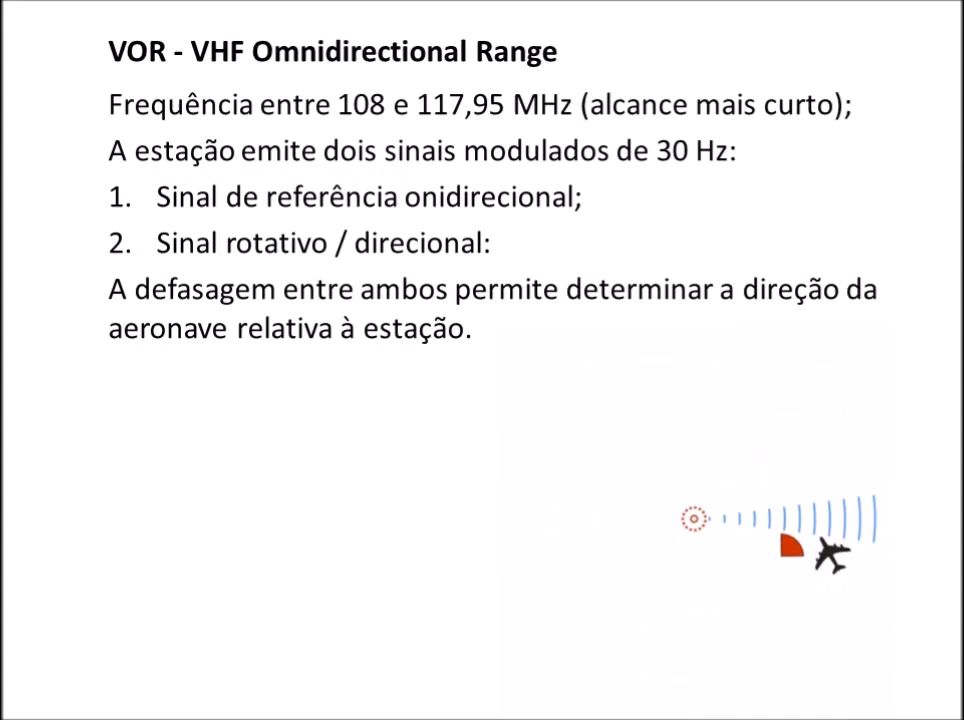 VOR - VHF Omnidirectional Range
Frequência entre 108 e 117,95 MHz (alcance mais curto);
A estação emite dois sinais modulados de 30 Hz:
1. Sinal de referência onidirecional;
2. Sinal rotativo / direcional:
A defasagem entre ambos permite determinar a direção da
aeronave relativa à estação.